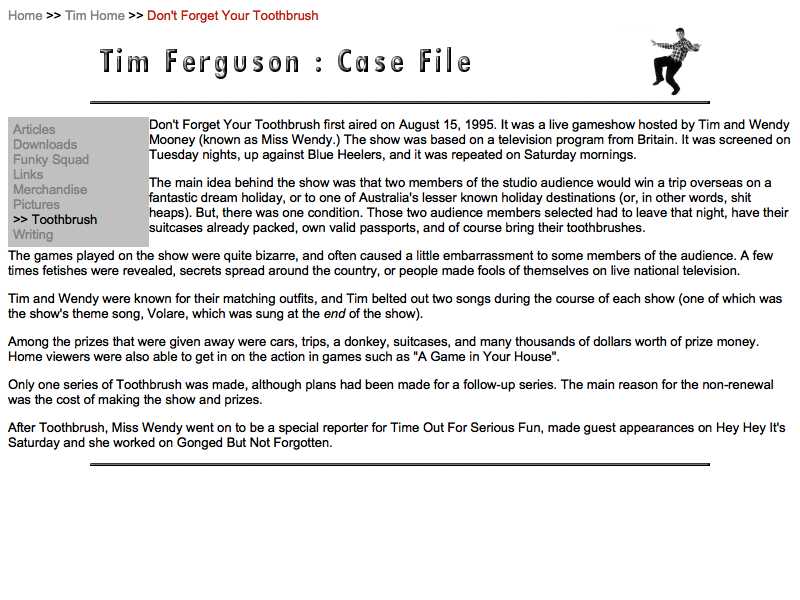 Home >> Tim Home >> Don't Forget Your Toothbrush
Tim Ferguson : Case File
Articles
Downloads
Funky Squad
Links
Merchandise
Pictures
>> Toothbrush
Writing
Don't Forget Your Toothbrush first aired on August 15, 1995. It was a live gameshow hosted by Tim and Wendy
Mooney (known as Miss Wendy.) The show was based on a television program from Britain. It was screened on
Tuesday nights, up against Blue Heelers, and it was repeated on Saturday mornings.
The main idea behind the show was that two members of the studio audience would win a trip overseas on a
fantastic dream holiday, or to one of Australia's lesser known holiday destinations (or, in other words, shit
heaps). But, there was one condition. Those two audience members selected had to leave that night, have their
suitcases already packed, own valid passports, and of course bring their toothbrushes.
The games played on the show were quite bizarre, and often caused a little embarrassment to some members of the audience. A few
times fetishes were revealed, secrets spread around the country, or people made fools of themselves on live national television.
Tim and Wendy were known for their matching outfits, and Tim belted out two songs during the course of each show (one of which was
the show's theme song, Volare, which was sung at the end of the show).
Among the prizes that were given away were cars, trips, a donkey, suitcases, and many thousands of dollars worth of prize money.
Home viewers were also able to get in on the action in games such as "A Game in Your House".
Only one series of Toothbrush was made, although plans had been made for a follow-up series. The main reason for the non-renewal
was the cost of making the show and prizes.
After Toothbrush, Miss Wendy went on to be a special reporter for Time Out For Serious Fun, made guest appearances on Hey Hey It's
Saturday and she worked on Gonged But Not Forgotten.